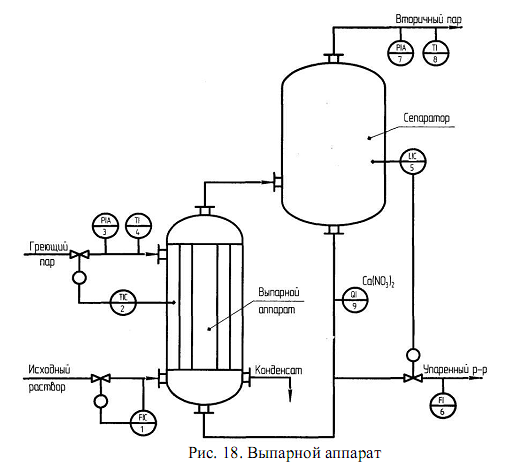 Вторичный пар
PIA
7
TI
8
Сепаратор
LIC
5
PIA
3
TI
4
Греющий
пар
TIC
2
Ca(NO3)2
QI
9
Выпарной
аппарат
Исходный
раствор
Конденсат
Упаренный р-р
FIC
1
FI
6
Рис. 18. Выпарной аппарат